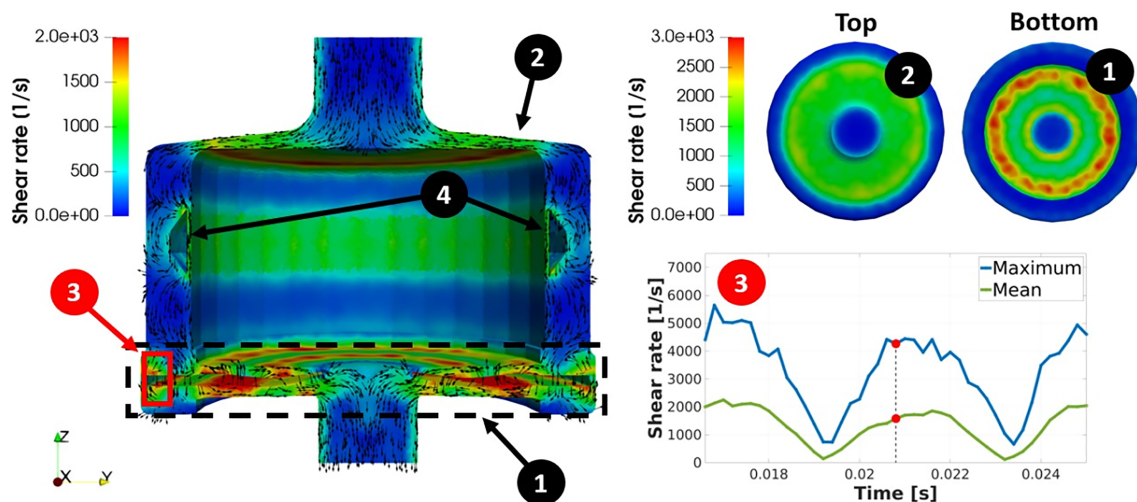 Shear rate (1/s)
2.0e+03
1500
1000
500
0.0e+00
2
4
3
1
Z
X
Y
Shear rate (1/s)
3.0e+03
2500
2000
1500
1000
500
0.0e+00
Top
Bottom
2
1
3
Maximum
Mean
Shear rate [1/s]
7000
6000
5000
4000
3000
2000
1000
0
0.018
0.02
0.022
0.024
Time [s]